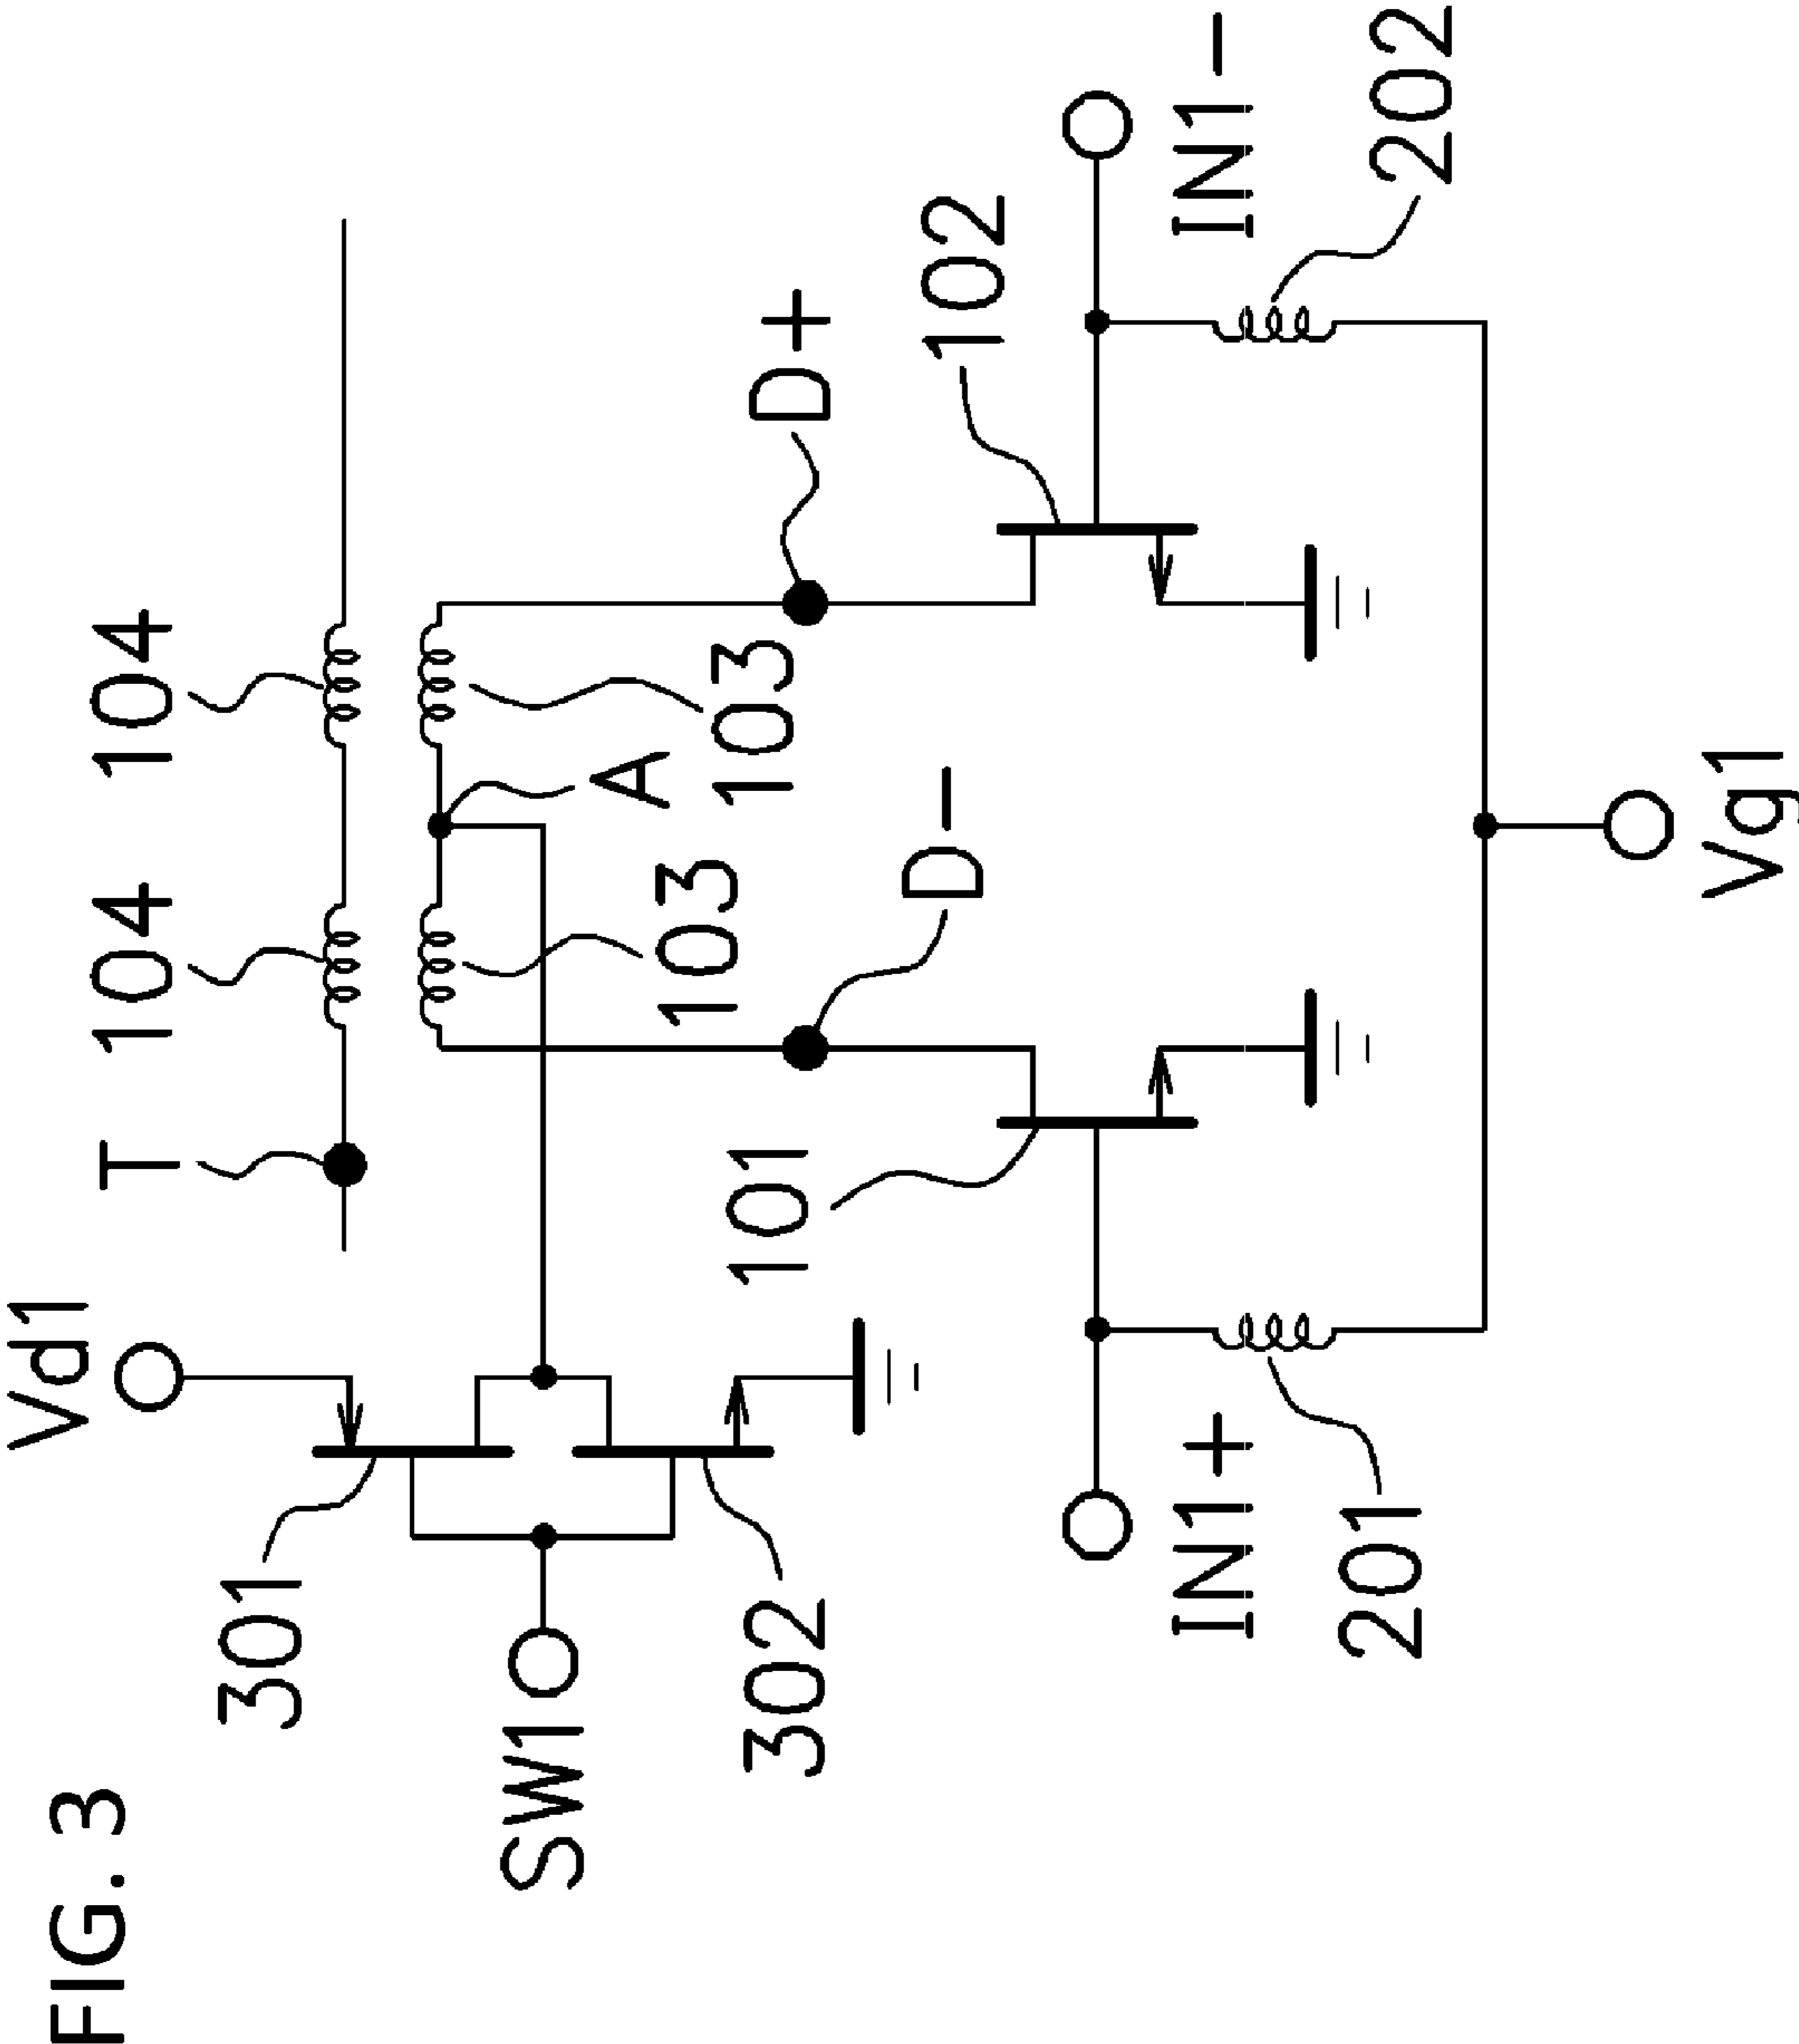 FIG. 3
Vd1
301
SW1
302
T
104
104
103
A
103
D-
D+
101
102
IN1+
IN1-
201
202
Vg1